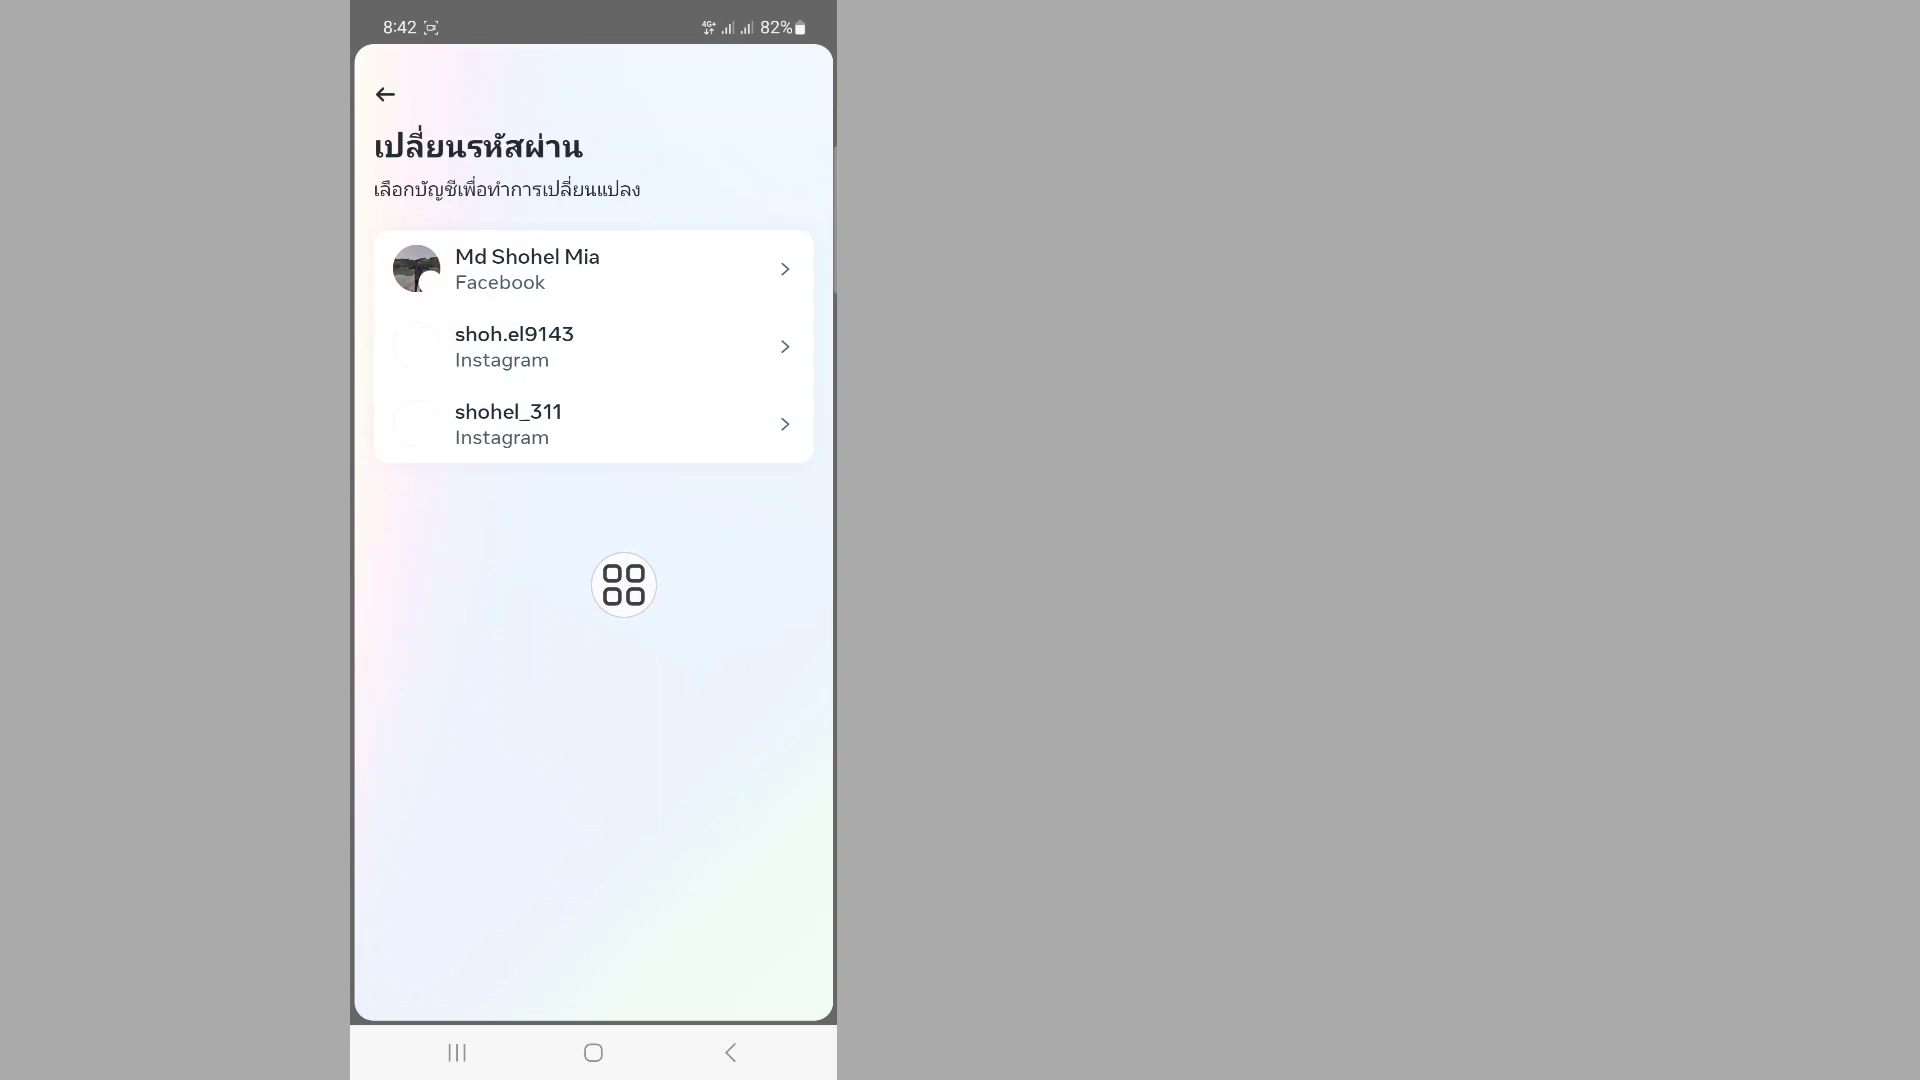 8:42 4G+ 82%
เปลี่ยนรหัสผ่าน
เลือกบัญชีเพื่อทำการเปลี่ยนแปลง
Md Shohel Mia
Facebook
shoh.el9143
Instagram
shohel_311
Instagram